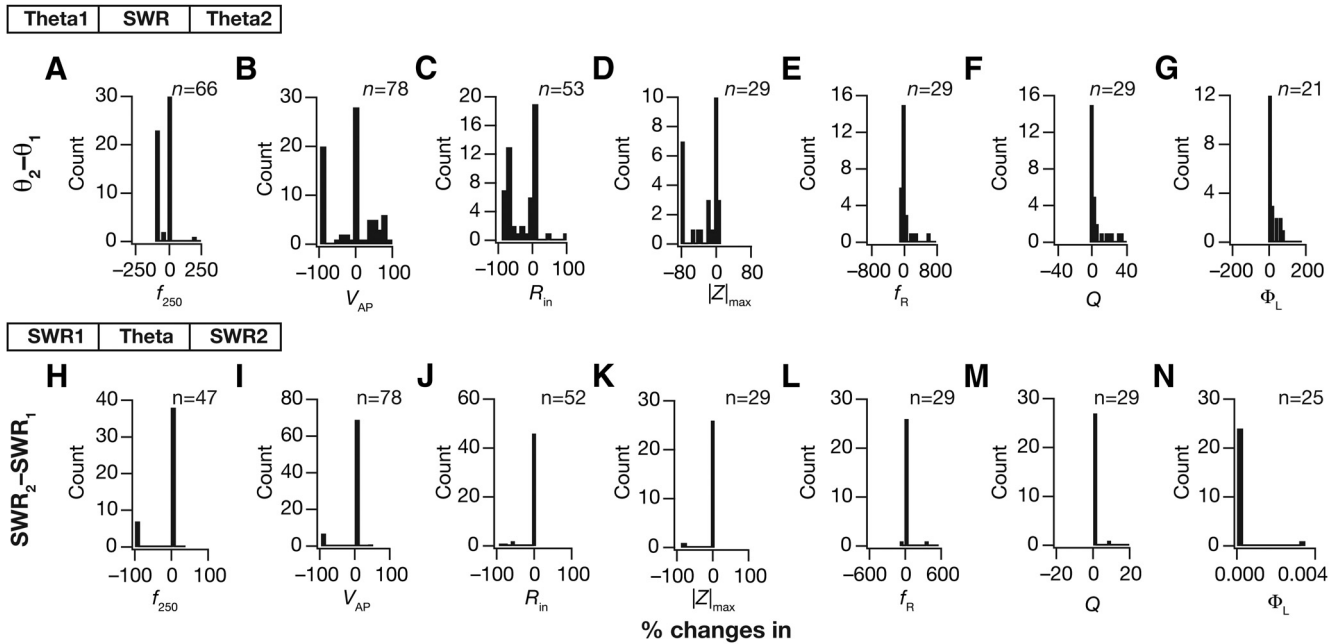 Theta1 SWR Theta2
A B C D E F G
n=66 n=78 n=53 n=29 n=29 n=29 n=21
θ2−θ1
Count Count Count Count Count Count Count
30 20 10 0
30 20 10 0
20 16 12 8 4 0
10 8 6 4 2 0
16 12 8 4 0
16 12 8 4 0
12 8 4 0
−250 0 250 −100 0 100 −100 0 100 −80 0 80 −800 0 800 −40 0 40 −200 0 200
f250 VAP Rin |Z|max fR Q ΦL
SWR1 Theta SWR2
H I J K L M N
n=47 n=78 n=52 n=29 n=29 n=29 n=25
SWR2−SWR1
Count Count Count Count Count Count Count
40 30 20 10 0
80 60 40 20 0
60 40 20 0
30 20 10 0
30 20 10 0
30 20 10 0
30 20 10 0
−100 0 100 −100 0 100 −100 0 100 −100 0 100 −600 0 600 −20 0 20 0.000 0.004
f250 VAP Rin |Z|max fR Q ΦL
% changes in